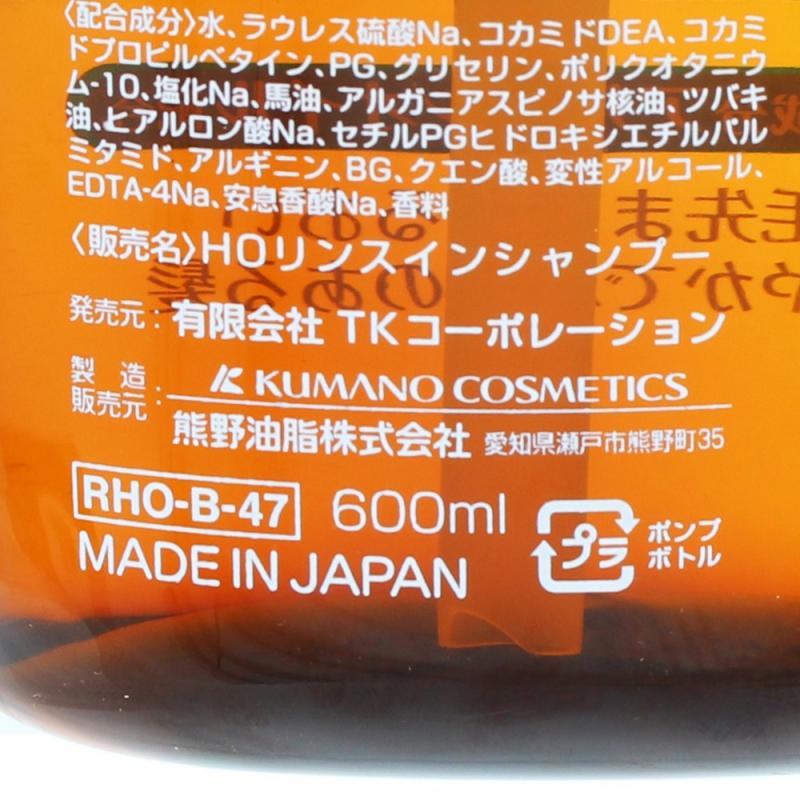 〈配合成分〉水、ラウレス硫酸Na、コカミドDEA、コカミ
ドプロピルベタイン、PG、グリセリン、ポリクオタニウ
ム-10、塩化Na、馬油、アルガニアスピノサ核油、ツバキ
油、ヒアルロン酸Na、セチルPGヒドロキシエチルパル
ミタミド、アルギニン、BG、クエン酸、変性アルコール、
EDTA-4Na、安息香酸Na、香料
〈販売名〉HOリンスインシャンプー
発売元:有限会社 TKコーポレーション
製造販売元: KUMANO COSMETICS
熊野油脂株式会社 愛知県瀬戸市熊野町35
RHO-B-47 600ml プラ ポンプ
ボトル
MADE IN JAPAN